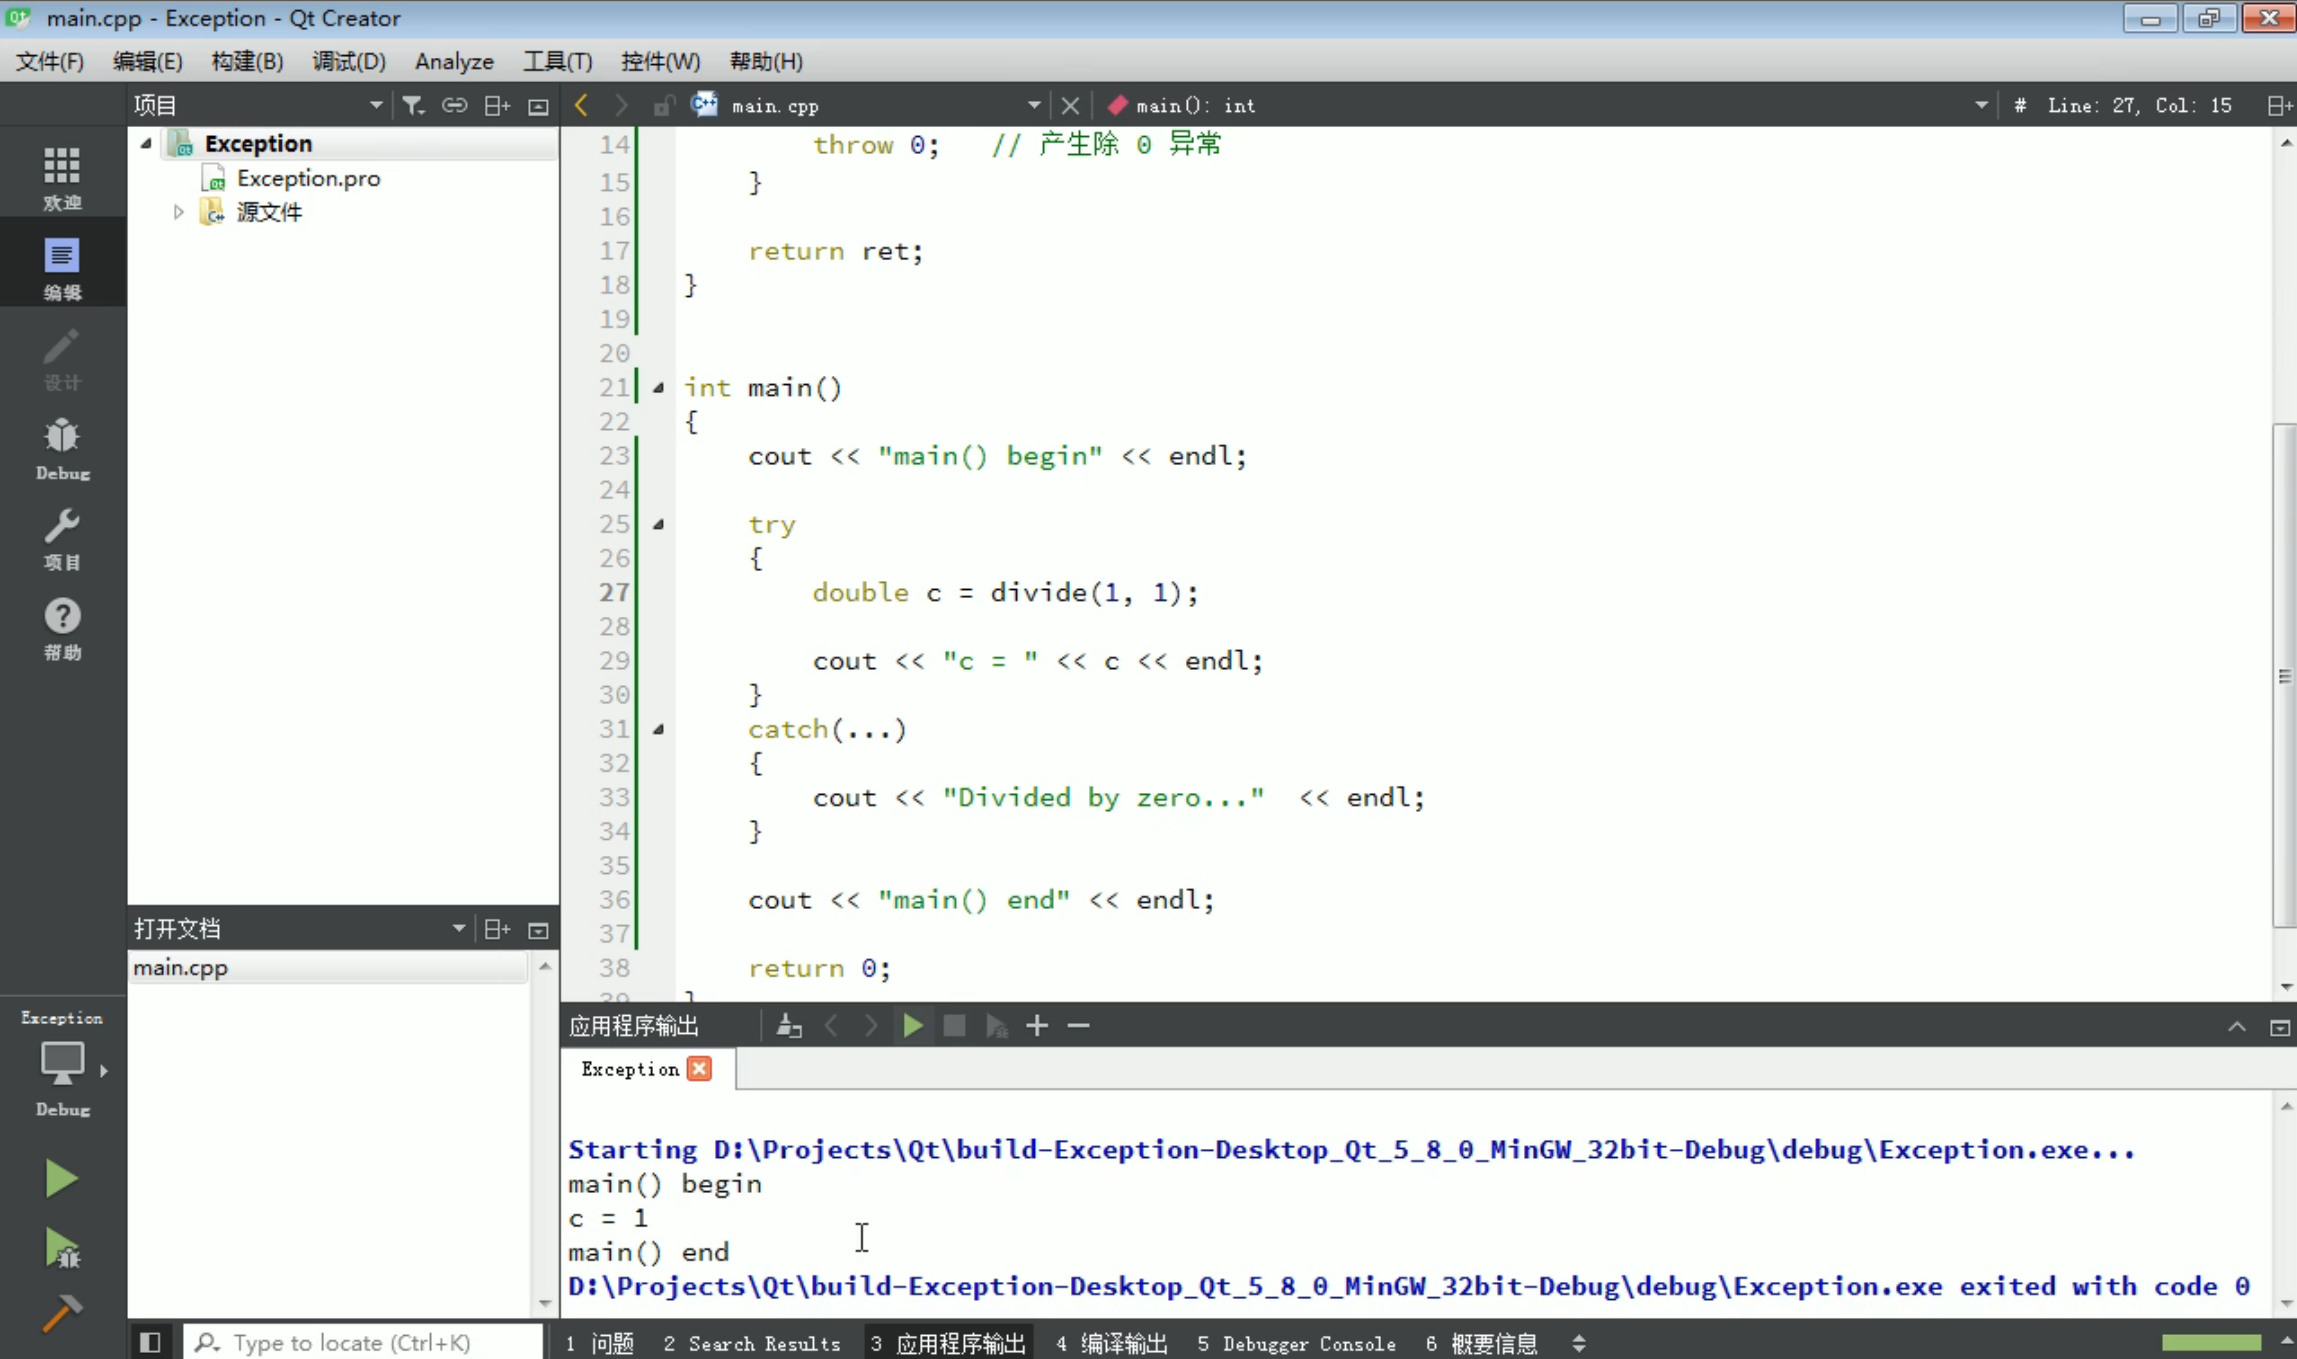 main.cpp - Exception - Qt Creator
文件(F) 编辑(E) 构建(B) 调试(D) Analyze 工具(T) 控件(W) 帮助(H)
项目
main.cpp
main(): int
# Line: 27, Col: 15
欢迎
编辑
设计
Debug
项目
帮助
Exception
Debug
Exception
Exception.pro
源文件
打开文档
main.cpp
14 throw 0; // 产生除 0 异常
15 }
16
17 return ret;
18 }
19
20
21 int main()
22 {
23 cout << "main() begin" << endl;
24
25 try
26 {
27 double c = divide(1, 1);
28
29 cout << "c = " << c << endl;
30 }
31 catch(...)
32 {
33 cout << "Divided by zero..."  << endl;
34 }
35
36 cout << "main() end" << endl;
37
38 return 0;
39 }
应用程序输出
Exception
Starting D:\Projects\Qt\build-Exception-Desktop_Qt_5_8_0_MinGW_32bit-Debug\debug\Exception.exe...
main() begin
c = 1
main() end
D:\Projects\Qt\build-Exception-Desktop_Qt_5_8_0_MinGW_32bit-Debug\debug\Exception.exe exited with code 0
Type to locate (Ctrl+K)
1 问题 2 Search Results 3 应用程序输出 4 编译输出 5 Debugger Console 6 概要信息